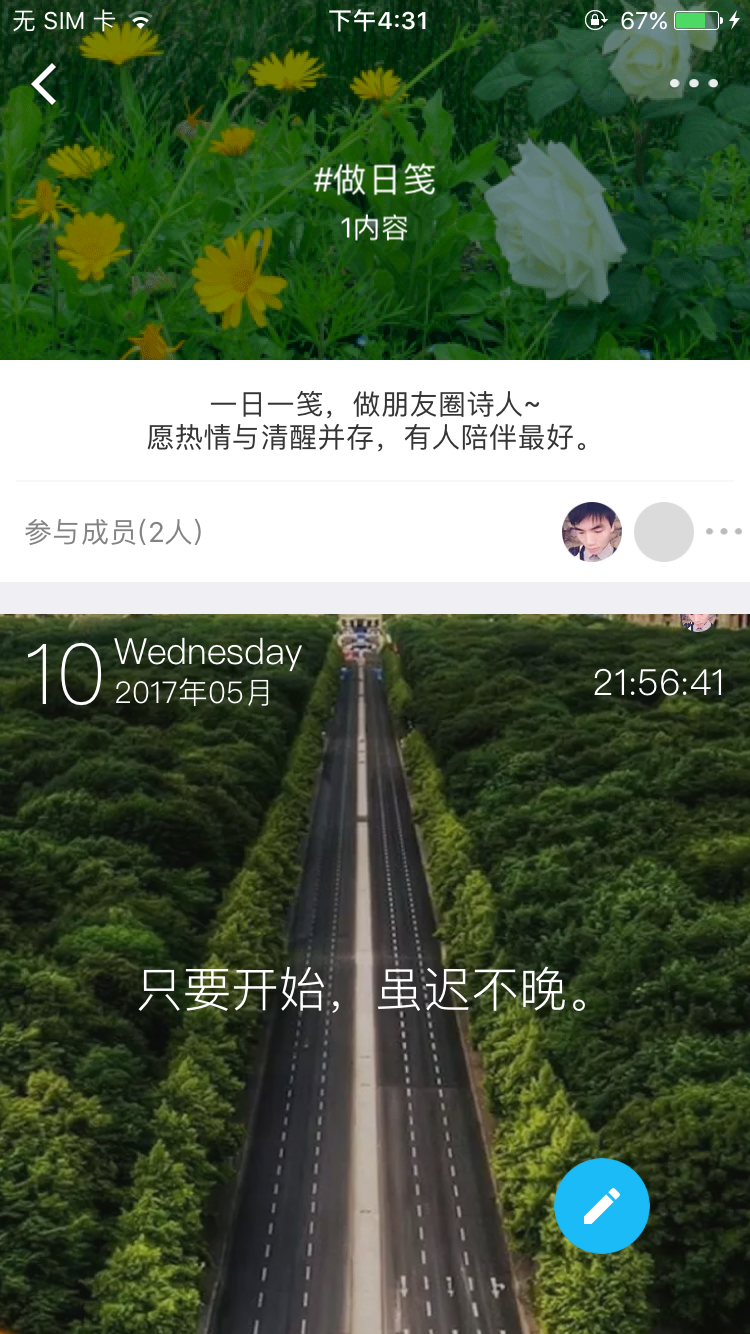 无 SIM 卡 下午4:31 67%
#做日笺
1内容
一日一笺，做朋友圈诗人~
愿热情与清醒并存，有人陪伴最好。
参与成员(2人)
10 Wednesday
2017年05月
21:56:41
只要开始，虽迟不晚。